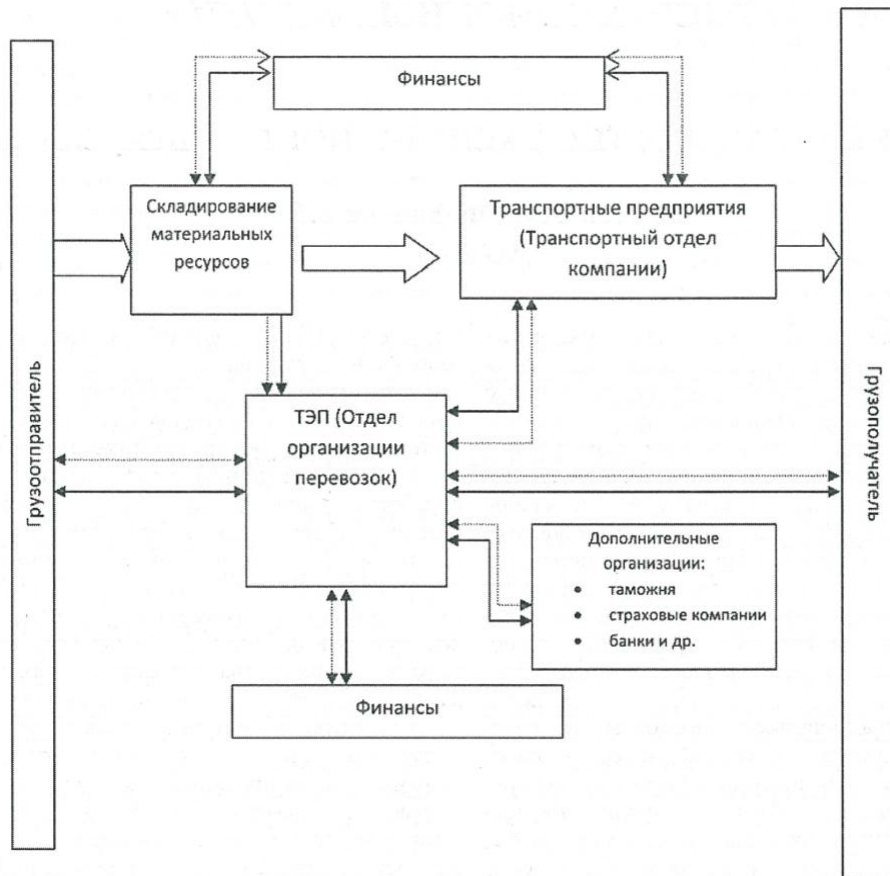 Финансы
Складирование
материальных
ресурсов
Транспортные предприятия
(Транспортный отдел
компании)
Грузоотправитель
Грузополучатель
ТЭП (Отдел
организации
перевозок)
Дополнительные
организации:
• таможня
• страховые компании
• банки и др.
Финансы